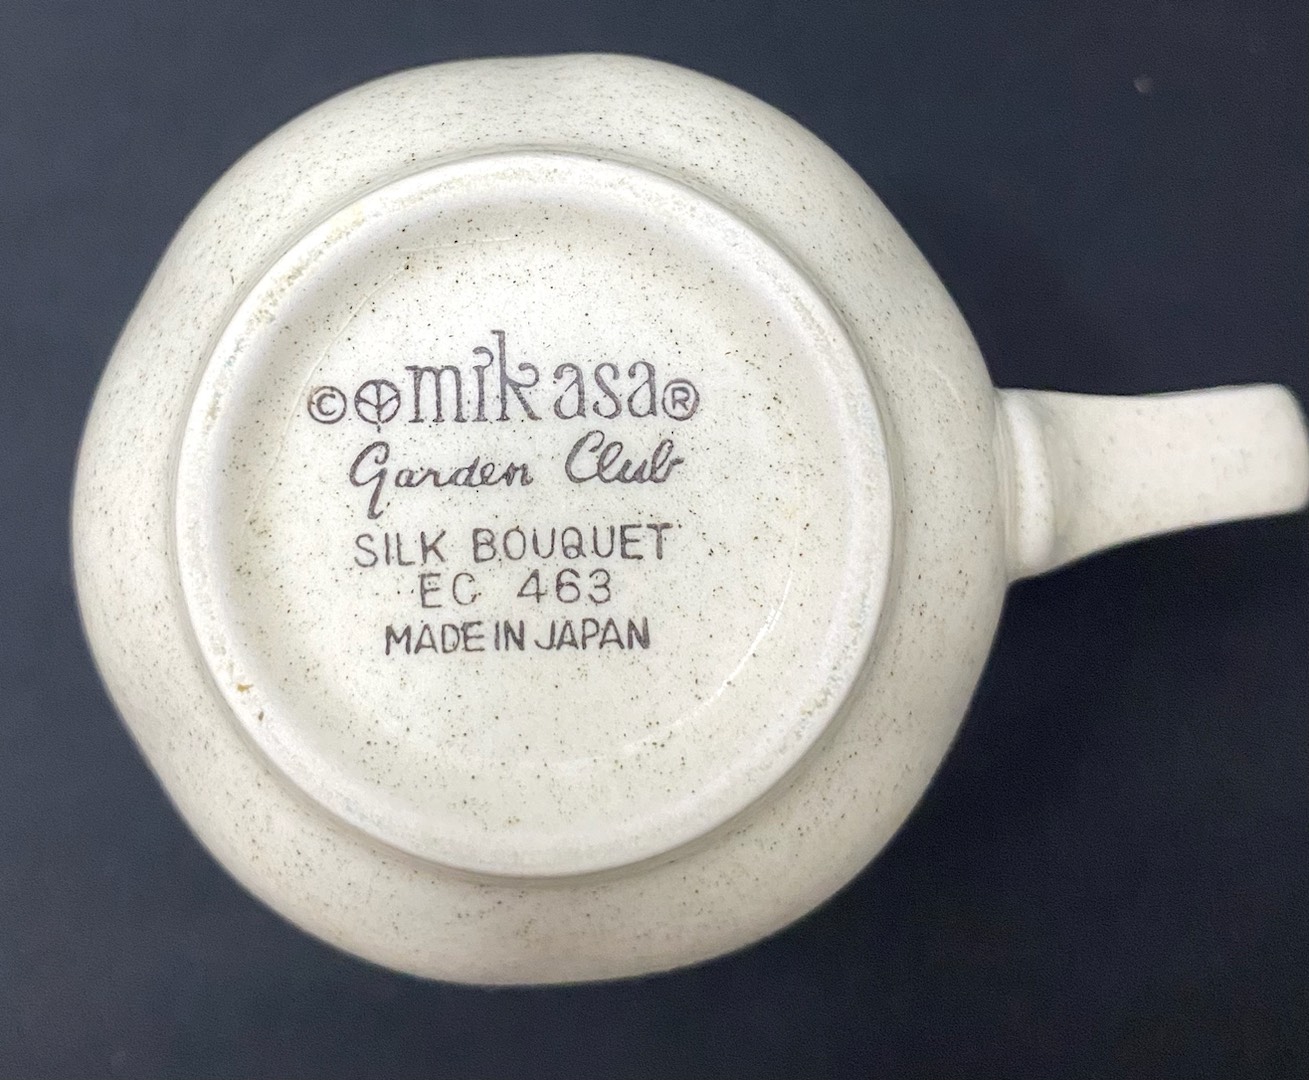 © mikasa®
Garden Club
SILK BOUQUET
EC 463
MADE IN JAPAN